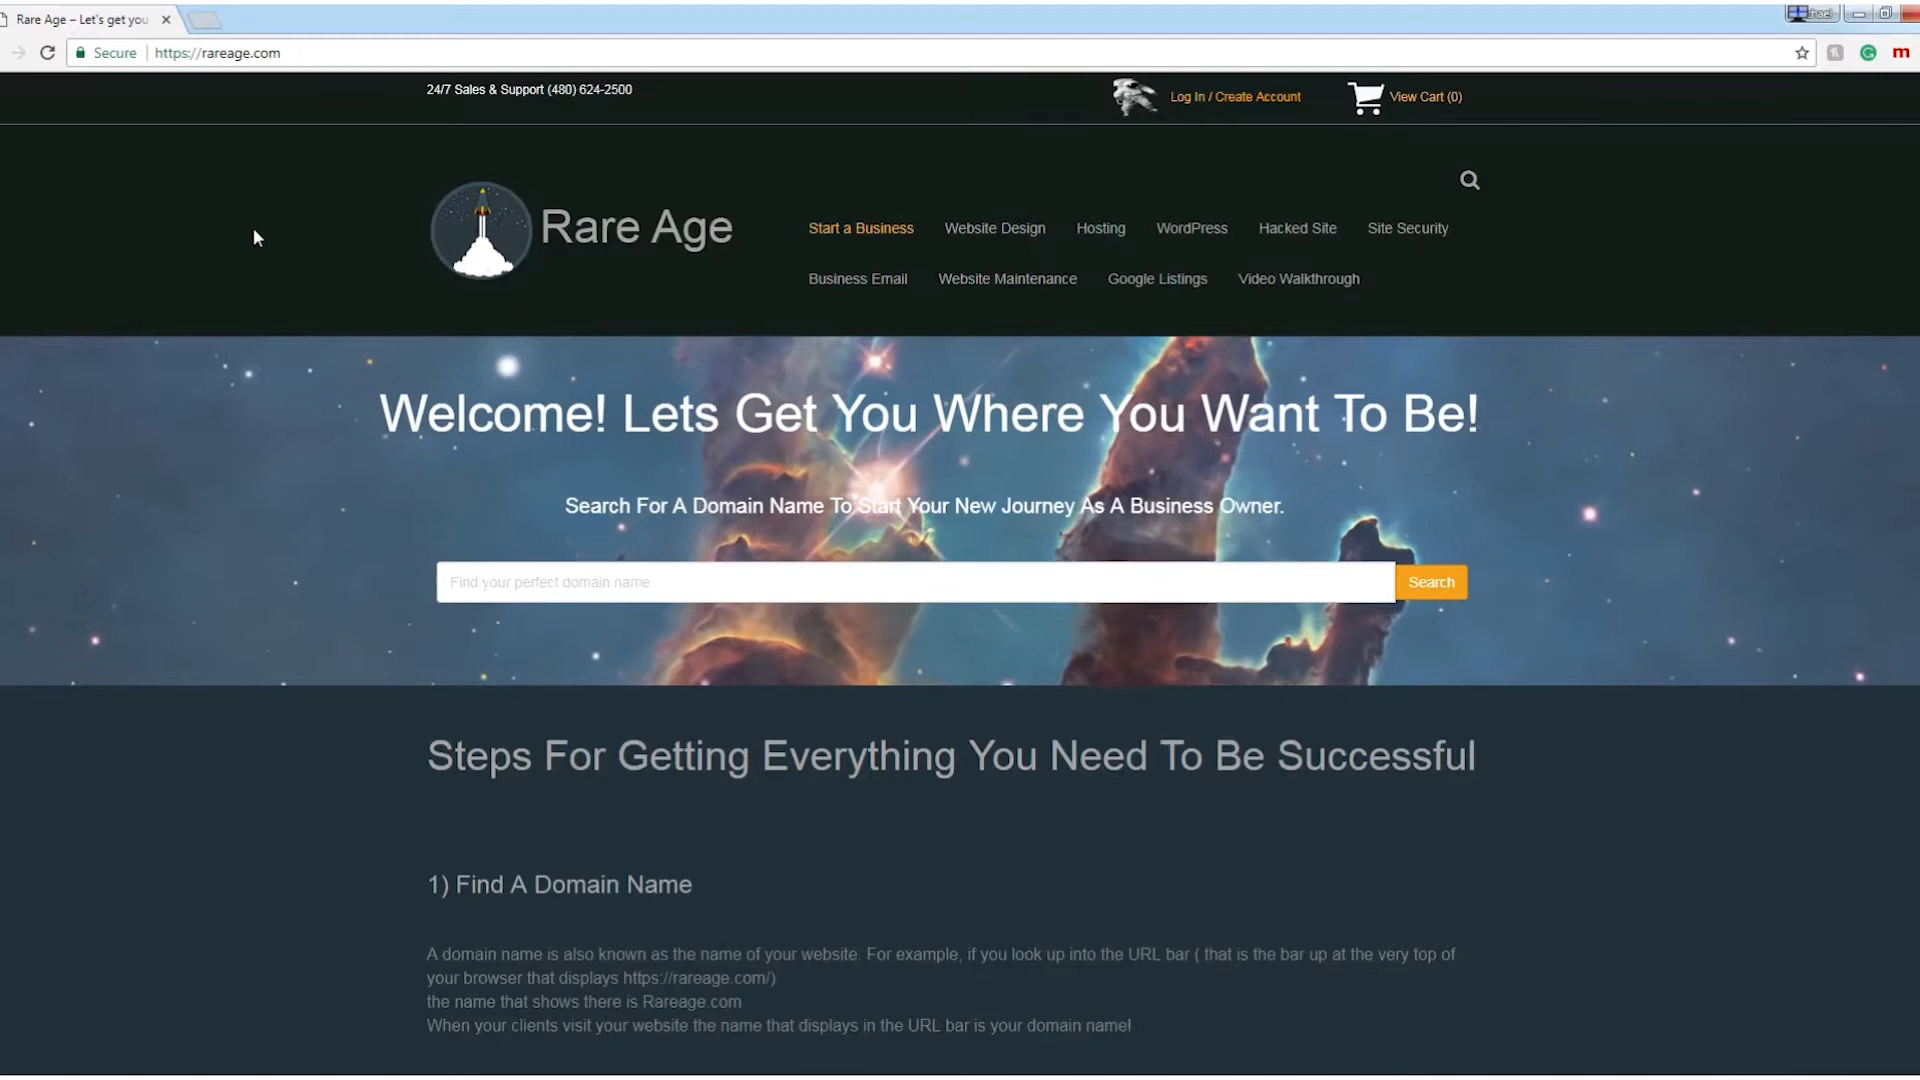 Rare Age – Let's get you
Secure https://rareage.com
24/7 Sales & Support (480) 624-2500
Log In / Create Account
View Cart (0)
Rare Age
Start a Business Website Design Hosting WordPress Hacked Site Site Security
Business Email Website Maintenance Google Listings Video Walkthrough
Welcome! Lets Get You Where You Want To Be!
Search For A Domain Name To Start Your New Journey As A Business Owner.
Find your perfect domain name
Search
Steps For Getting Everything You Need To Be Successful
1) Find A Domain Name
A domain name is also known as the name of your website. For example, if you look up into the URL bar ( that is the bar up at the very top of
your browser that displays https://rareage.com/)
the name that shows there is Rareage.com
When your clients visit your website the name that displays in the URL bar is your domain name!